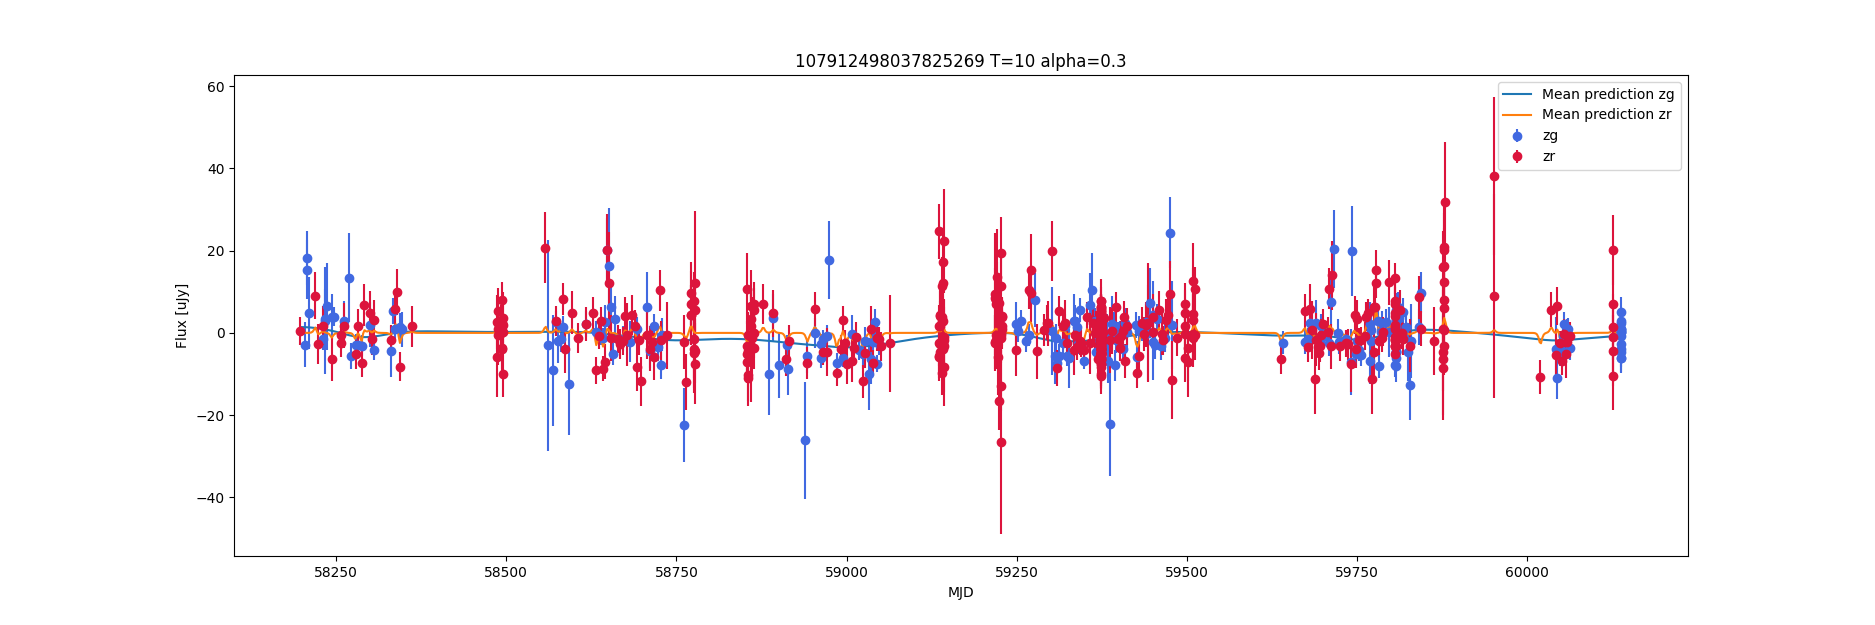 107912498037825269 T=10 alpha=0.3
Mean prediction zg
Mean prediction zr
zg
zr
Flux [uJy]
60
40
20
0
−20
−40
58250 58500 58750 59000 59250 59500 59750 60000
MJD